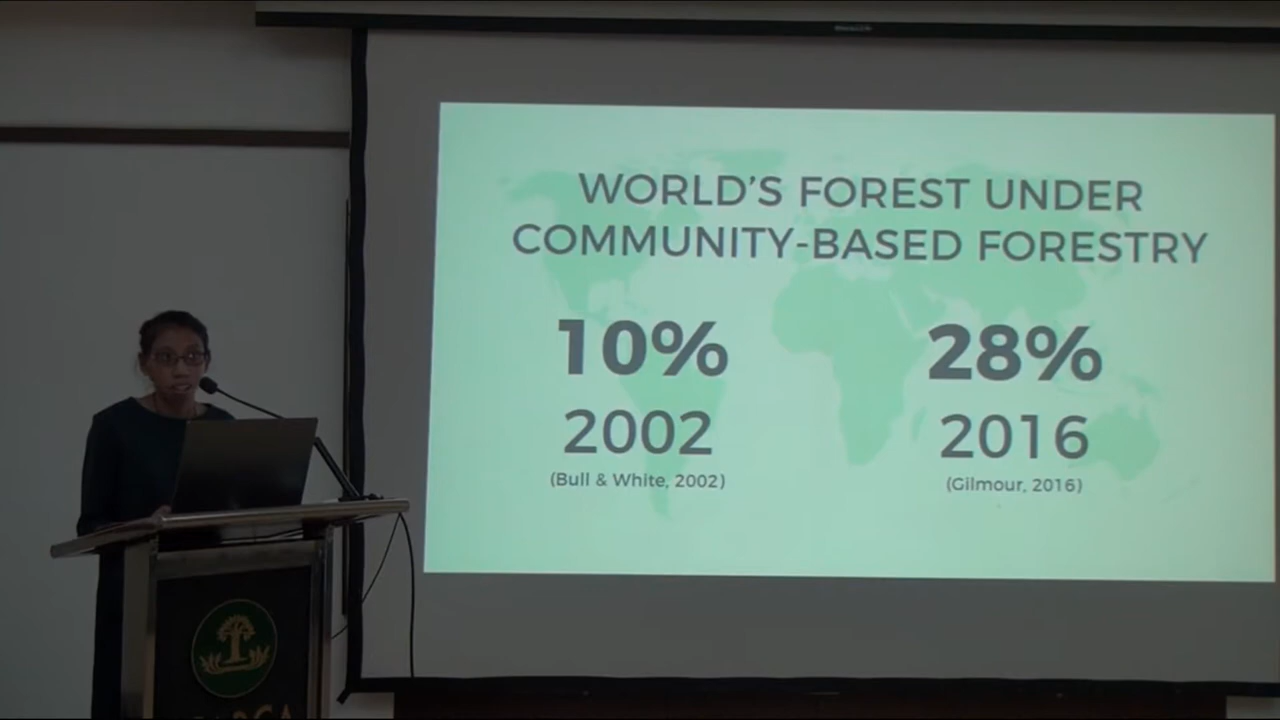 WORLD'S FOREST UNDER
COMMUNITY-BASED FORESTRY
10%
28%
2002
2016
(Bull & White, 2002)
(Gilmour, 2016)